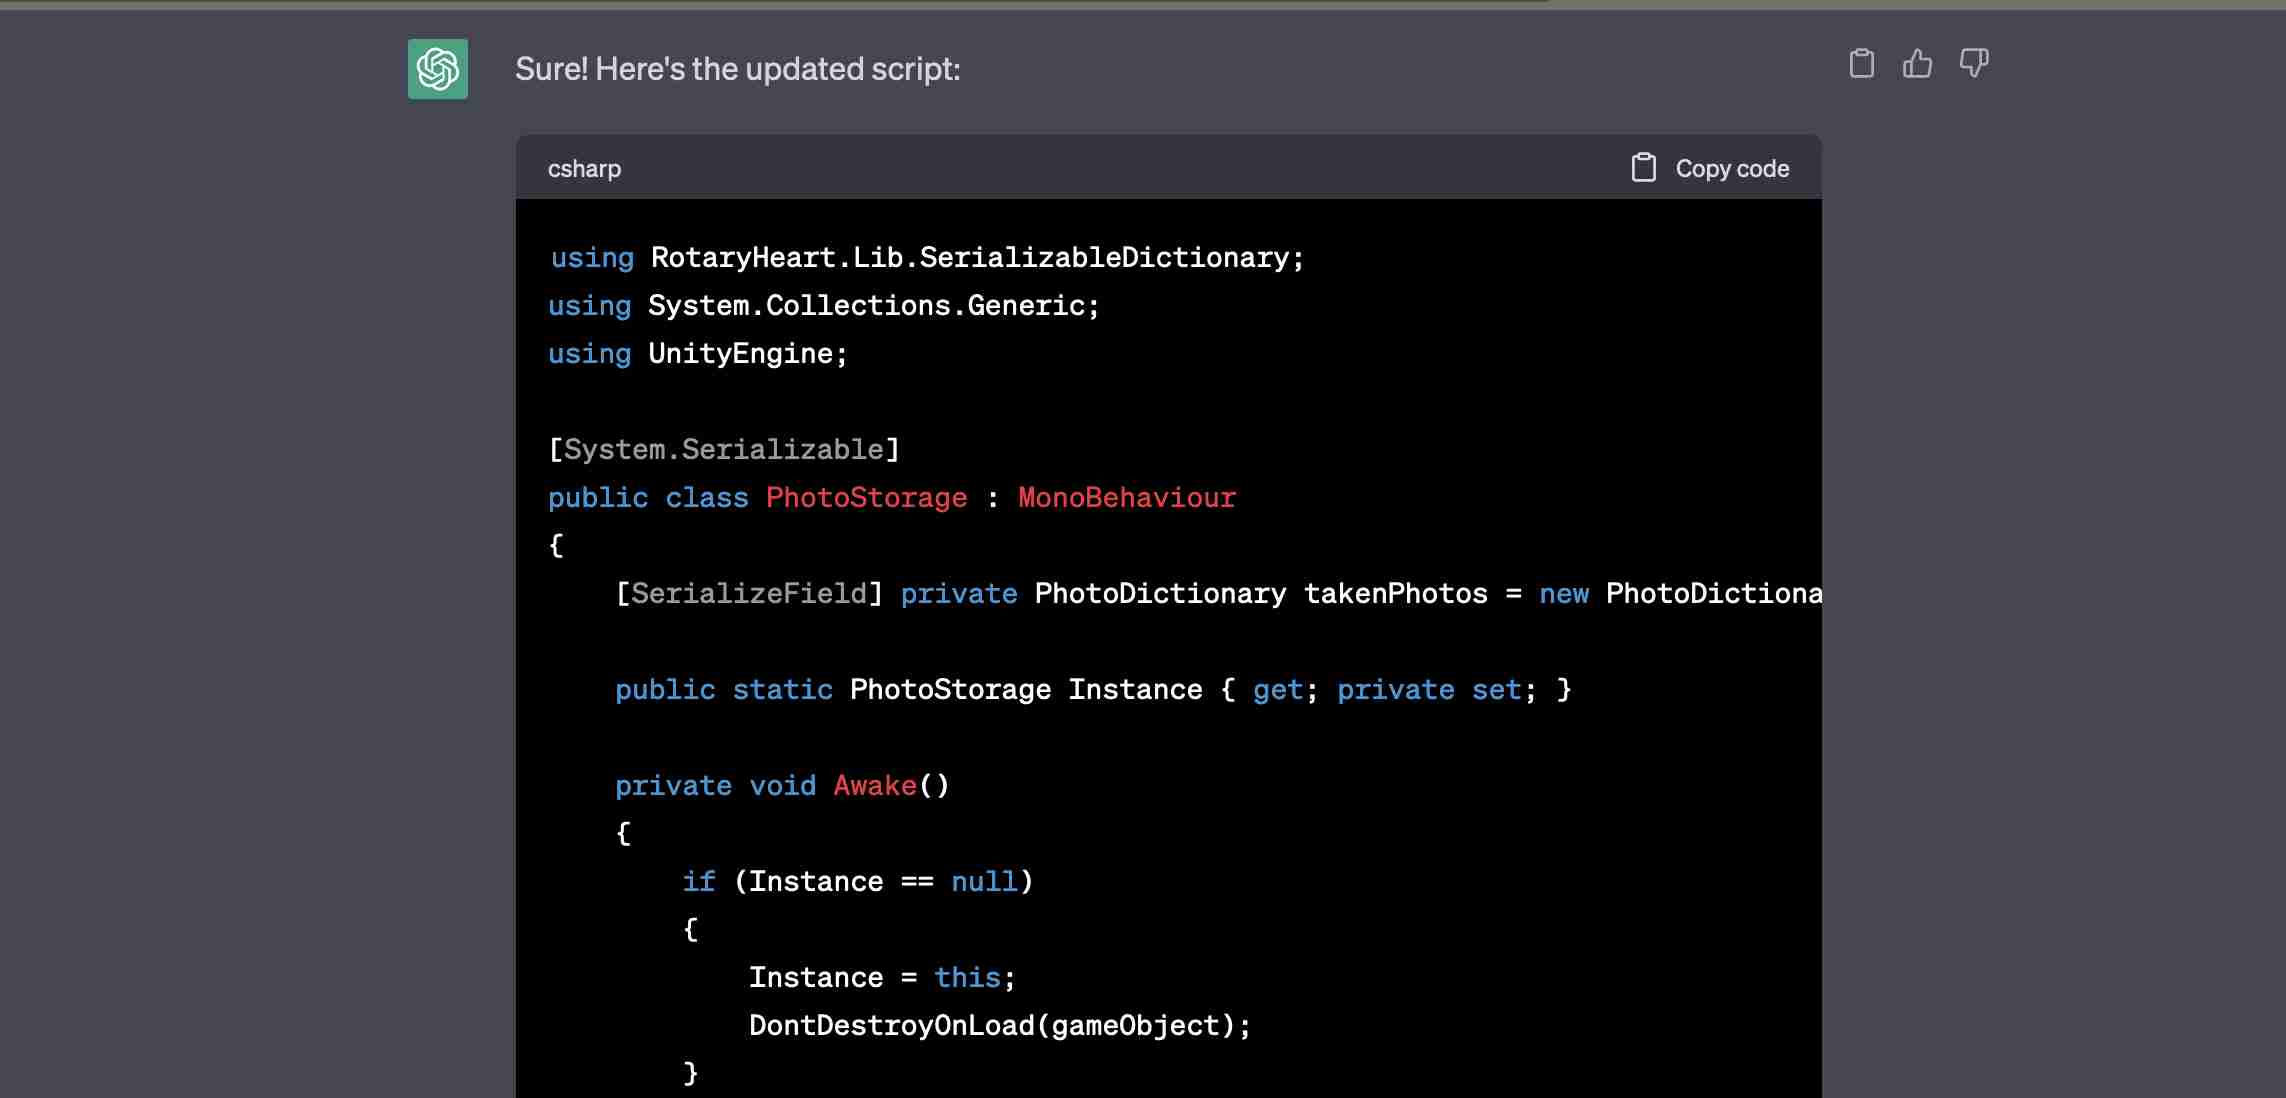 Sure! Here's the updated script:
csharp
Copy code
using RotaryHeart.Lib.SerializableDictionary;
using System.Collections.Generic;
using UnityEngine;
[System.Serializable]
public class PhotoStorage : MonoBehaviour
{
[SerializeField] private PhotoDictionary takenPhotos = new PhotoDictiona
public static PhotoStorage Instance { get; private set; }
private void Awake()
{
if (Instance == null)
{
Instance = this;
DontDestroyOnLoad(gameObject);
}